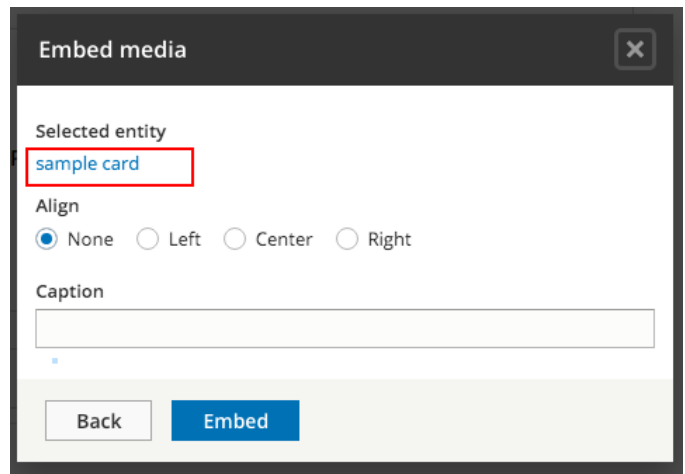 Embed media
Selected entity
sample card
Align
None Left Center Right
Caption
Back Embed